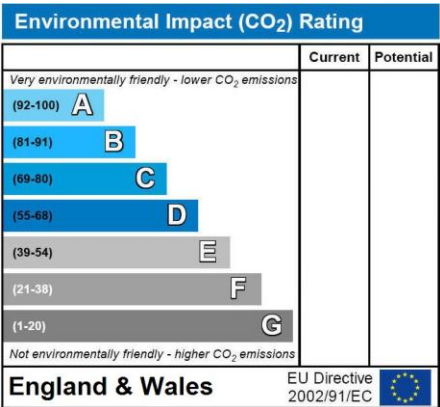 Environmental Impact (CO₂) Rating
Current Potential
Very environmentally friendly - lower CO₂ emissions
(92-100) A
(81-91) B
(69-80) C
(55-68) D
(39-54) E
(21-38) F
(1-20) G
Not environmentally friendly - higher CO₂ emissions
England & Wales
EU Directive
2002/91/EC